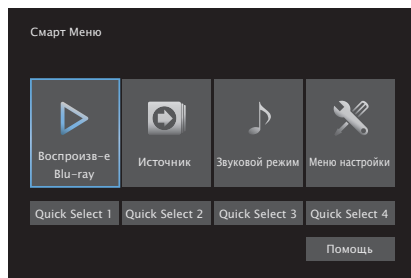 Смарт Меню
Воспроизв-е
Blu-ray
Источник
Звуковой режим
Меню настройки
Quick Select 1
Quick Select 2
Quick Select 3
Quick Select 4
Помощь